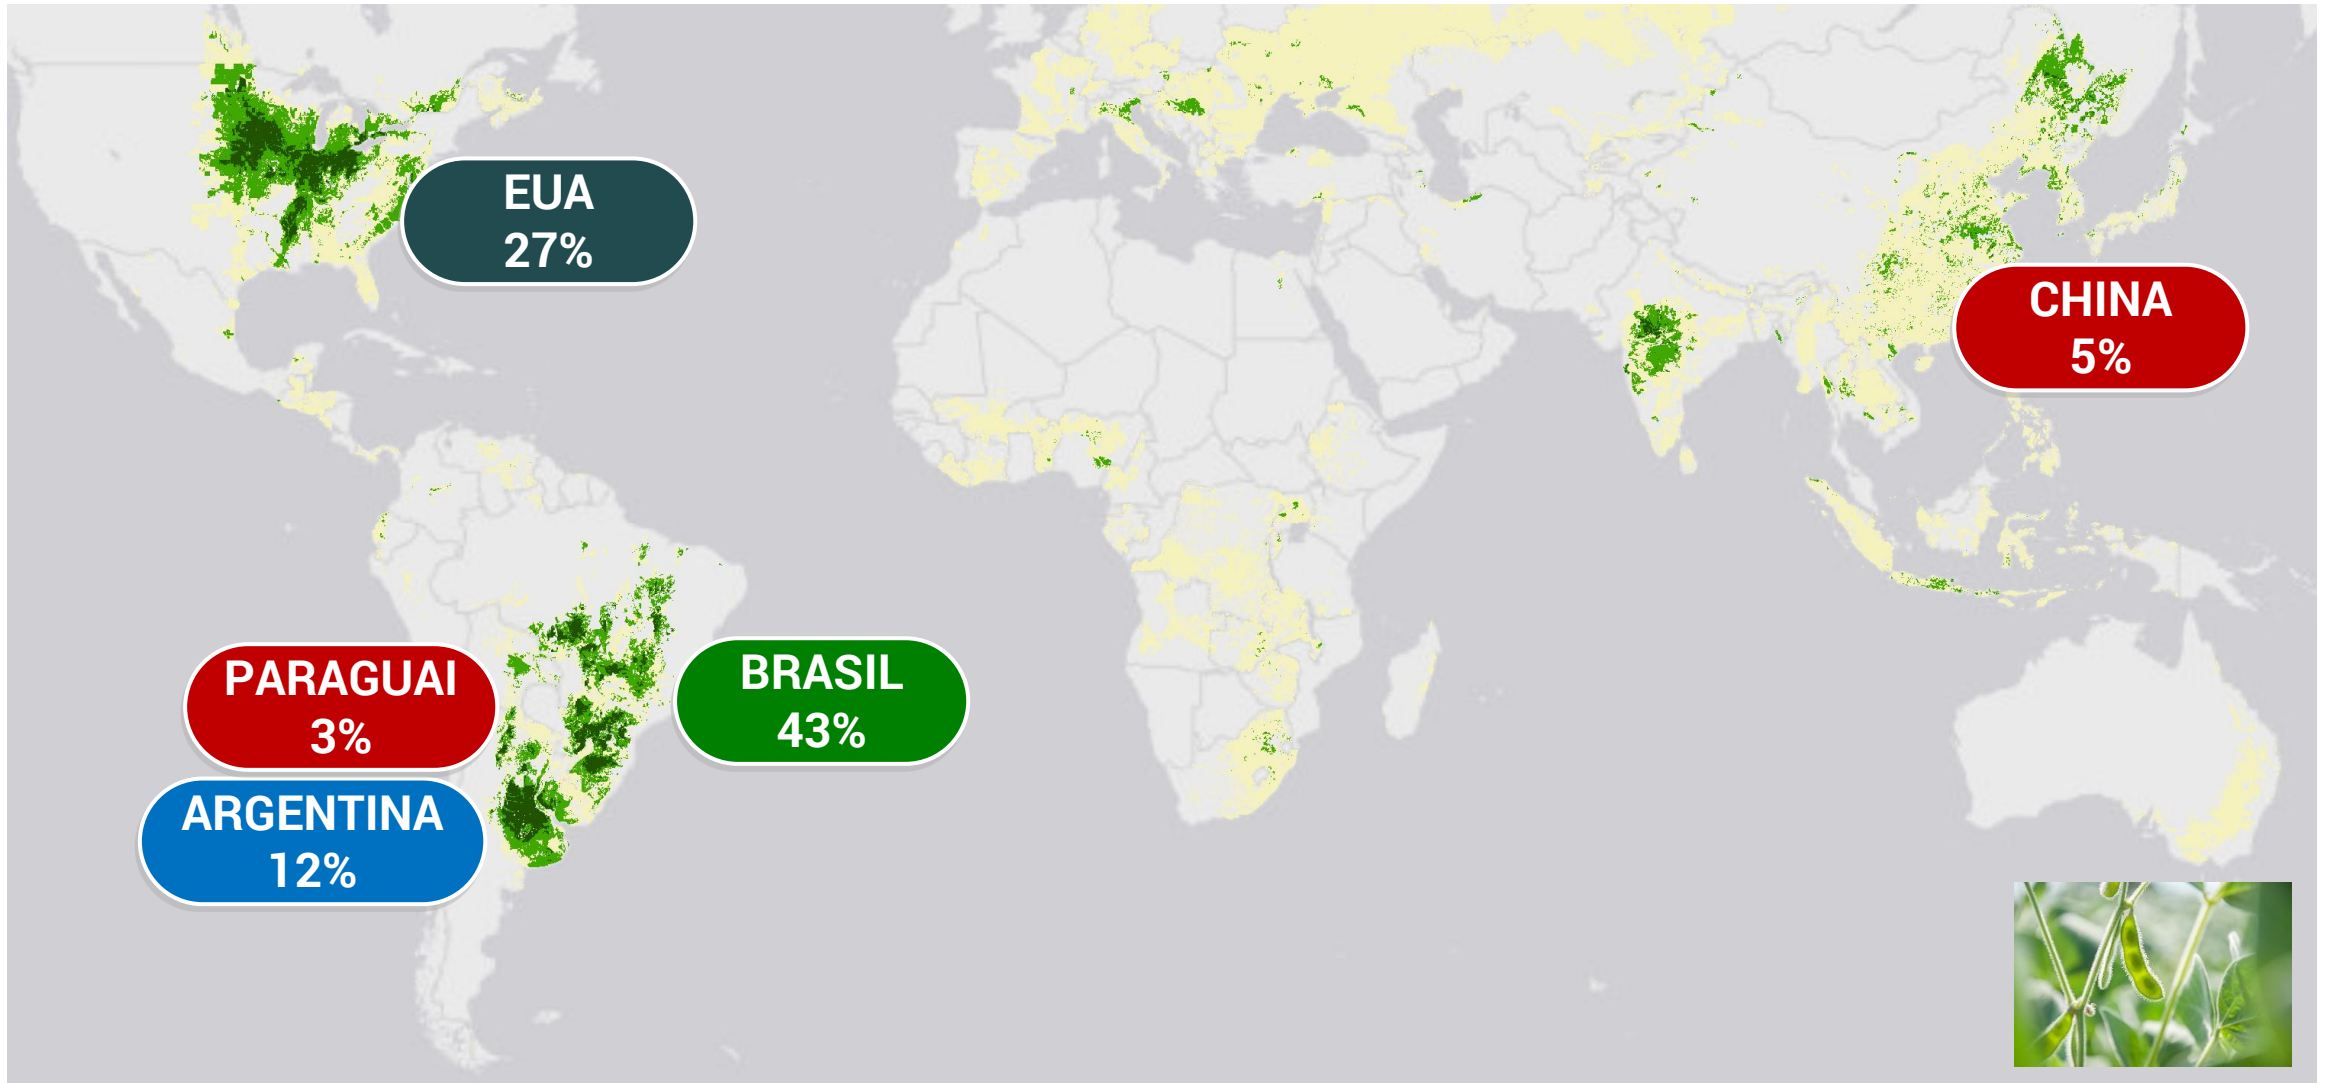 EUA
27%
CHINA
5%
PARAGUAI
3%
BRASIL
43%
ARGENTINA
12%